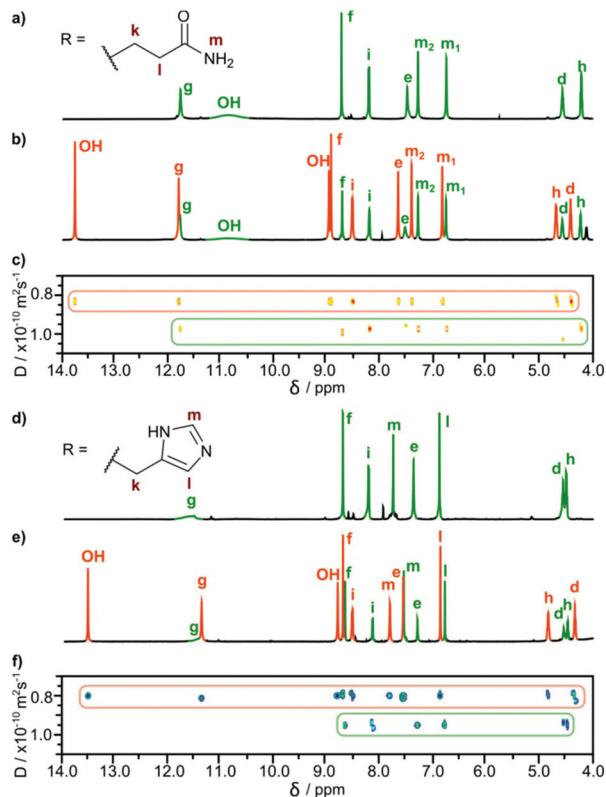 a)
R =
k
l
O
NH₂
m
g
OH
f
i
e
m₂
m₁
d
h
b)
OH
g
g
OH
OH
f
f
i
i
e
e
m₂
m₂
m₁
m₁
h
d
d
h
c)
D / x10⁻¹⁰ m²s⁻¹
0.8
1.0
14.0 13.0 12.0 11.0 10.0 9.0 8.0 7.0 6.0 5.0 4.0
δ / ppm
d)
R =
HN
N
m
k
l
g
f
i
m
e
l
d
h
e)
OH
g
g
OH
f
f
i
i
m
e
m
e
l
l
h
d
h
d
f)
D / x10⁻¹⁰ m²s⁻¹
0.8
1.0
14.0 13.0 12.0 11.0 10.0 9.0 8.0 7.0 6.0 5.0 4.0
δ / ppm